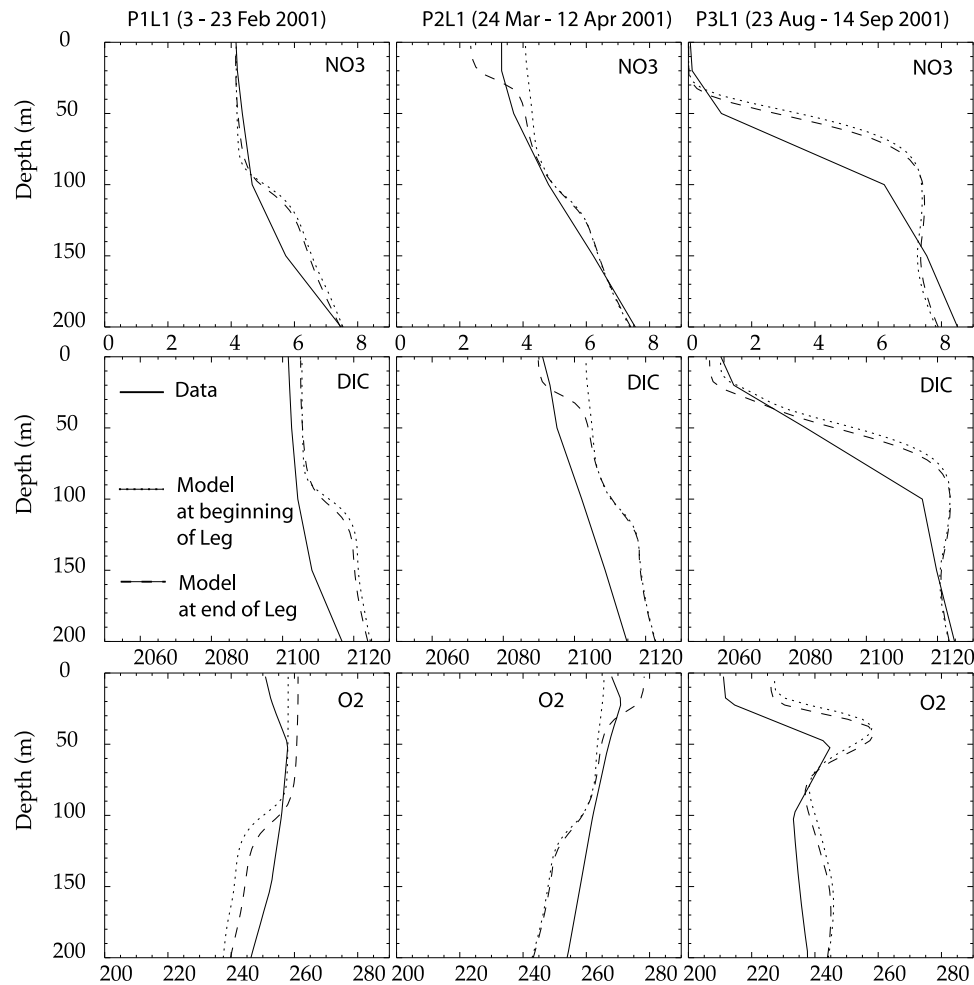 P1L1 (3 - 23 Feb 2001) P2L1 (24 Mar - 12 Apr 2001) P3L1 (23 Aug - 14 Sep 2001)
0
NO3 NO3 NO3
50
Depth (m)
100
150
200
0 2 4 6 8 0 2 4 6 8 0 2 4 6 8
0
DIC DIC DIC
Data
50
Depth (m)
Model
at beginning
of Leg
100
150
Model
at end of Leg
200
2060 2080 2100 2120 2060 2080 2100 2120 2060 2080 2100 2120
0
O2 O2 O2
50
Depth (m)
100
150
200
200 220 240 260 280 200 220 240 260 280 200 220 240 260 280